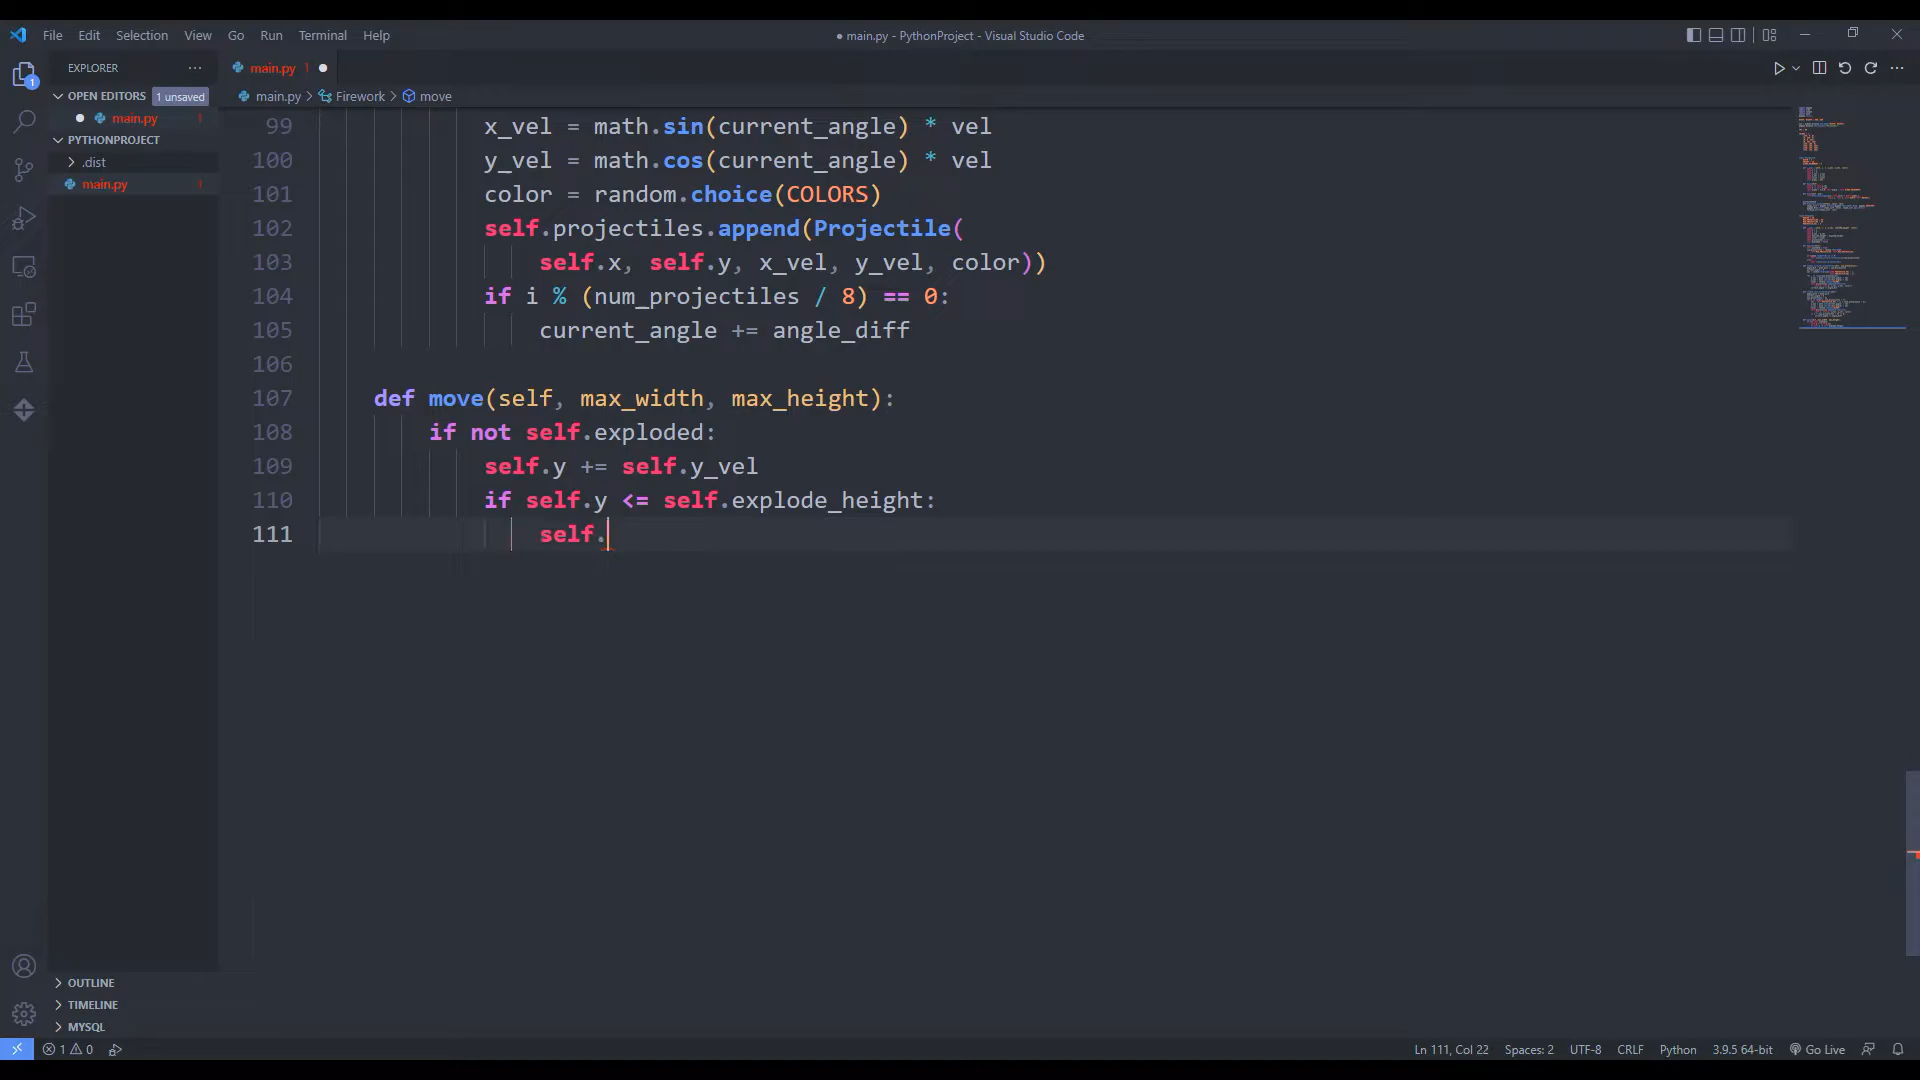 File Edit Selection View Go Run Terminal Help
● main.py - PythonProject - Visual Studio Code
EXPLORER ···
main.py 1 ●
OPEN EDITORS 1 unsaved
main.py > Firework > move
● main.py !
PYTHONPROJECT
.dist
main.py !
99 x_vel = math.sin(current_angle) * vel
100 y_vel = math.cos(current_angle) * vel
101 color = random.choice(COLORS)
102 self.projectiles.append(Projectile(
103 self.x, self.y, x_vel, y_vel, color))
104 if i % (num_projectiles / 8) == 0:
105 current_angle += angle_diff
106
107 def move(self, max_width, max_height):
108 if not self.exploded:
109 self.y += self.y_vel
110 if self.y <= self.explode_height:
111 self.
1
OUTLINE
TIMELINE
MYSQL
1 0
Ln 111, Col 22 Spaces: 2 UTF-8 CRLF Python 3.9.5 64-bit Go Live